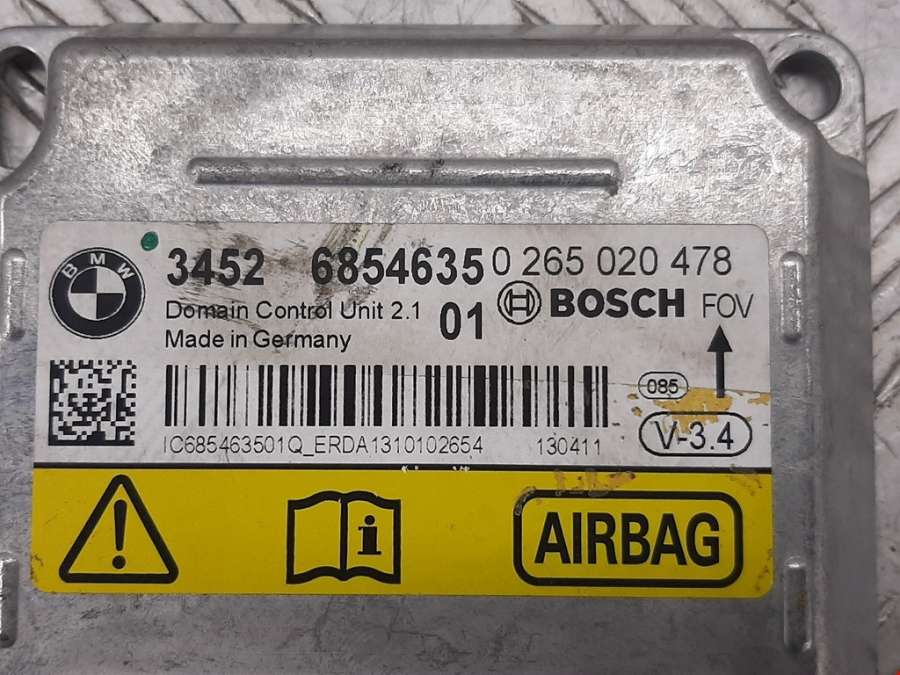 BMW
3452 6854635 0 265 020 478
Domain Control Unit 2.1 01 BOSCH FOV
Made in Germany
085
V-3.4
IC685463501Q_ERDA1310102654 130411
i
AIRBAG